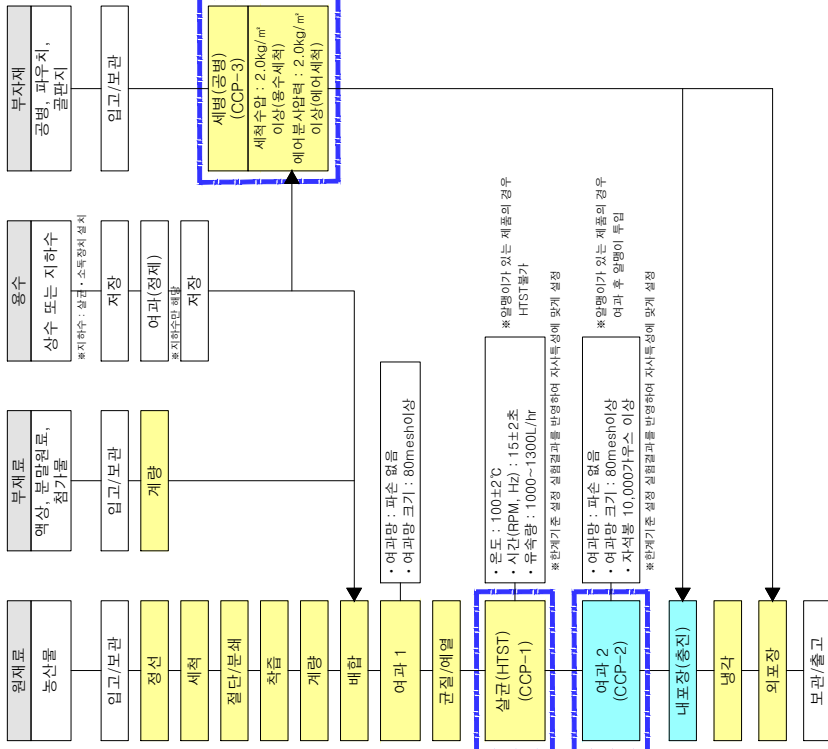 원재료
농산물
입고/보관
정선
세척
절단/분쇄
착즙
계량
배합
여과 1
균질/예열
살균(HTST)
(CCP-1)
여과 2
(CCP-2)
내포장(충진)
냉각
외포장
보관/출고
부재료
액상, 분말원료,
첨가물
입고/보관
계량
• 여과망 : 파손 없음
• 여과망 크기 : 80mesh이상
• 온도 : 100±2℃
• 시간(RPM, Hz) : 15±2초
• 유속량 : 1000~1300L/hr
※한계기준 설정 실험결과를 반영하여 자사특성에 맞게 설정
• 여과망 : 파손 없음
• 여과망 크기 : 80mesh이상
• 자석봉 10,000가우스 이상
※한계기준 설정 실험결과를 반영하여 자사특성에 맞게 설정
용수
상수 또는 지하수
※지하수 : 살균・소독장치 설치
저장
여과(정제)
※지하수만 해당
저장
※알맹이가 있는 제품의 경우
HTST불가
※알맹이가 있는 제품의 경우
여과 후 알맹이 투입
부자재
공병, 파우치,
골판지
입고/보관
세병(공병)
(CCP-3)
세척수압 : 2.0kg/㎡
이상(용수세척)
에어분사압력 : 2.0kg/㎡
이상(에어세척)